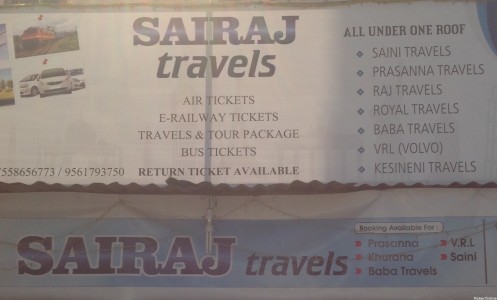 SAIRAJ
travels
AIR TICKETS
E-RAILWAY TICKETS
TRAVELS & TOUR PACKAGE
BUS TICKETS
7558656773 / 9561793750 RETURN TICKET AVAILABLE
ALL UNDER ONE ROOF
SAINI TRAVELS
PRASANNA TRAVELS
RAJ TRAVELS
ROYAL TRAVELS
BABA TRAVELS
VRL (VOLVO)
KESINENI TRAVELS
SAIRAJ travels
Booking Available For :
Prasanna
Khurana
Baba Travels
V.R.L
Saini